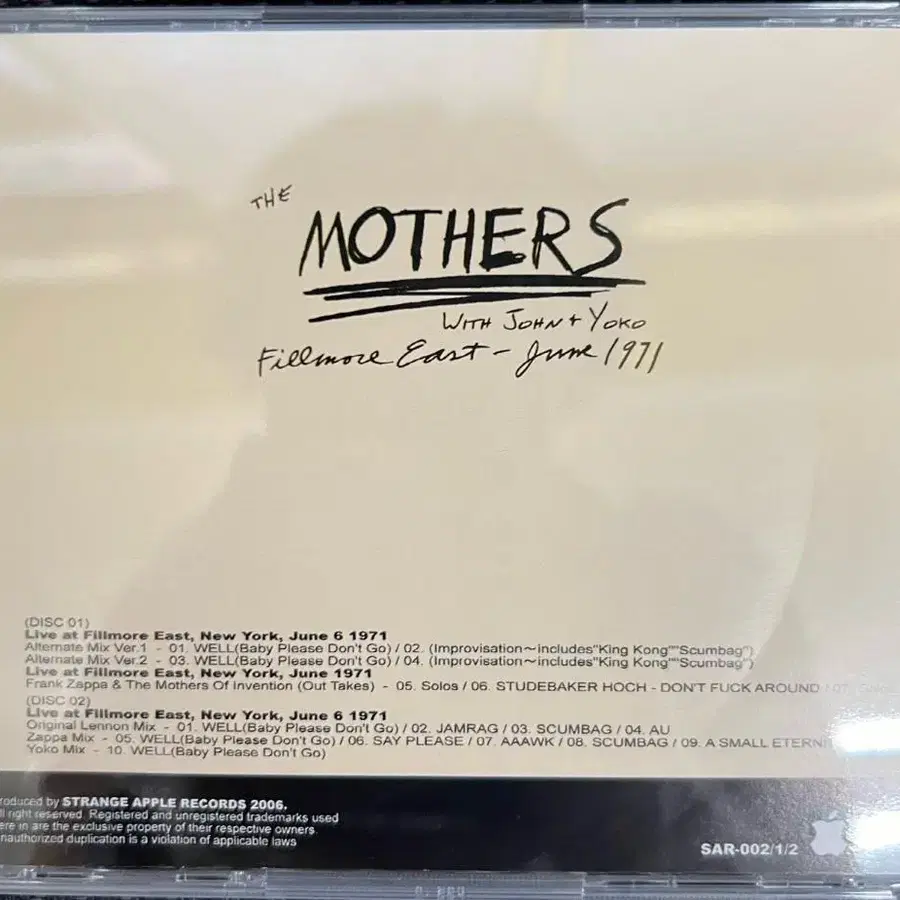 THE
MOTHERS
WITH JOHN + YOKO
Fillmore East - June 1971
(DISC 01)
Live at Fillmore East, New York, June 6 1971
Alternate Mix Ver.1 - 01. WELL(Baby Please Don't Go) / 02. (Improvisation～includes"King Kong""Scumbag")
Alternate Mix Ver.2 - 03. WELL(Baby Please Don't Go) / 04. (Improvisation～includes"King Kong""Scumbag")
Live at Fillmore East, New York, June 1971
Frank Zappa & The Mothers Of Invention (Out Takes) - 05. Solos / 06. STUDEBAKER HOCH - DON'T FUCK AROUND / 07.
(DISC 02)
Live at Fillmore East, New York, June 6 1971
Original Lennon Mix - 01. WELL(Baby Please Don't Go) / 02. JAMRAG / 03. SCUMBAG / 04. AU
Zappa Mix - 05. WELL(Baby Please Don't Go) / 06. SAY PLEASE / 07. AAAWK / 08. SCUMBAG / 09. A SMALL ETERNI
Yoko Mix - 10. WELL(Baby Please Don't Go)
roduced by STRANGE APPLE RECORDS 2006.
ll right reserved. Registered and unregistered trademarks used
ere in are the exclusive property of their respective owners.
nauthorized duplication is a violation of applicable laws
SAR-002/1/2